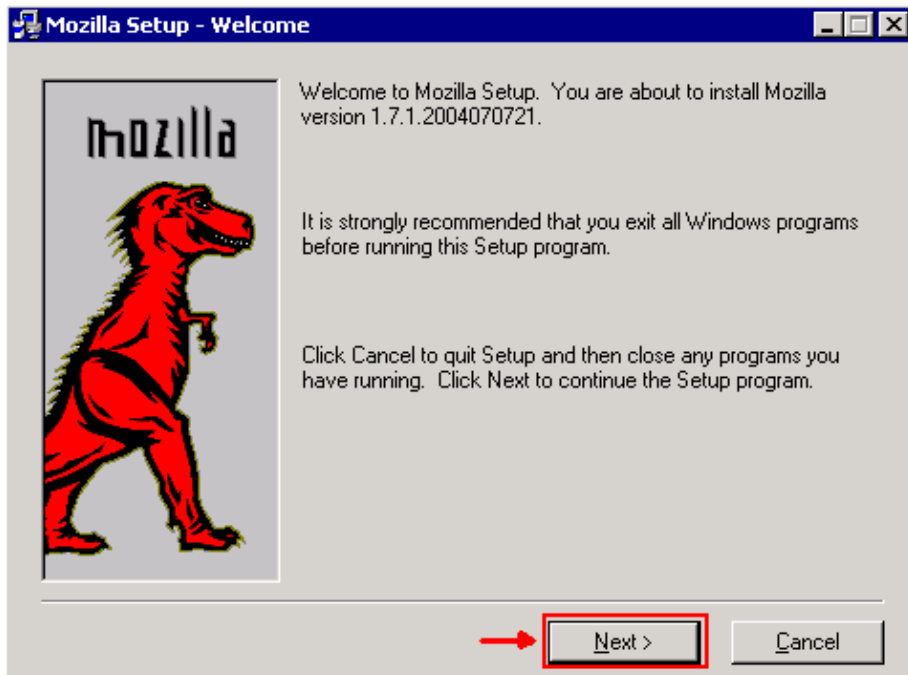 Mozilla Setup - Welcome
mozilla
Welcome to Mozilla Setup.  You are about to install Mozilla
version 1.7.1.2004070721.
It is strongly recommended that you exit all Windows programs
before running this Setup program.
Click Cancel to quit Setup and then close any programs you
have running.  Click Next to continue the Setup program.
Next >
Cancel